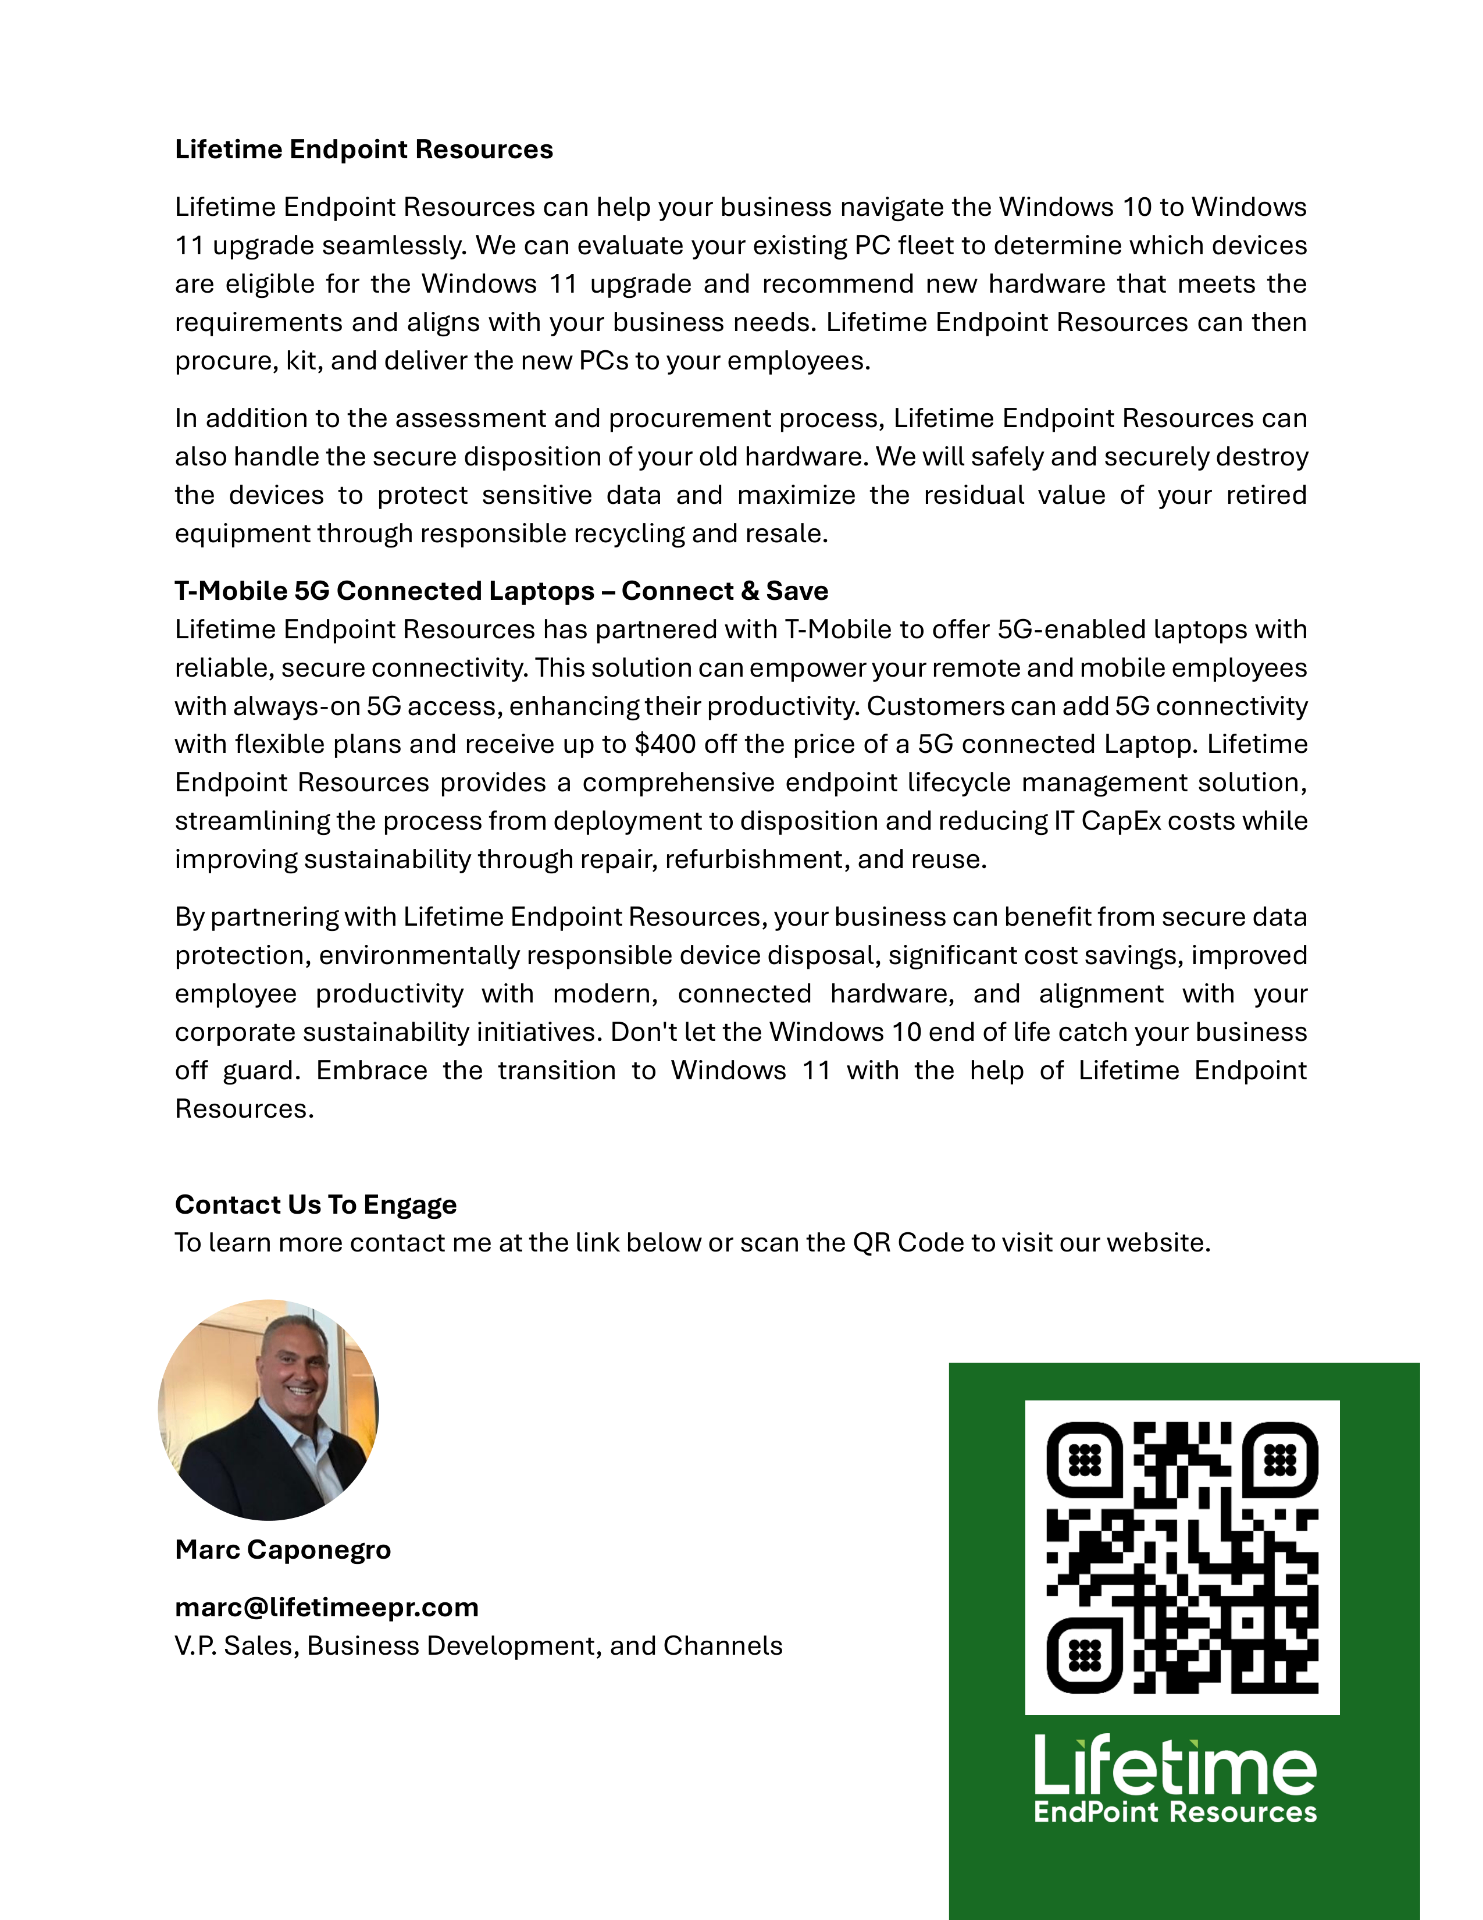 Lifetime Endpoint Resources
Lifetime Endpoint Resources can help your business navigate the Windows 10 to Windows
11 upgrade seamlessly. We can evaluate your existing PC fleet to determine which devices
are eligible for the Windows 11 upgrade and recommend new hardware that meets the
requirements and aligns with your business needs. Lifetime Endpoint Resources can then
procure, kit, and deliver the new PCs to your employees.
In addition to the assessment and procurement process, Lifetime Endpoint Resources can
also handle the secure disposition of your old hardware. We will safely and securely destroy
the devices to protect sensitive data and maximize the residual value of your retired
equipment through responsible recycling and resale.
T-Mobile 5G Connected Laptops – Connect & Save
Lifetime Endpoint Resources has partnered with T-Mobile to offer 5G-enabled laptops with
reliable, secure connectivity. This solution can empower your remote and mobile employees
with always-on 5G access, enhancing their productivity. Customers can add 5G connectivity
with flexible plans and receive up to $400 off the price of a 5G connected Laptop. Lifetime
Endpoint Resources provides a comprehensive endpoint lifecycle management solution,
streamlining the process from deployment to disposition and reducing IT CapEx costs while
improving sustainability through repair, refurbishment, and reuse.
By partnering with Lifetime Endpoint Resources, your business can benefit from secure data
protection, environmentally responsible device disposal, significant cost savings, improved
employee productivity with modern, connected hardware, and alignment with your
corporate sustainability initiatives. Don't let the Windows 10 end of life catch your business
off guard. Embrace the transition to Windows 11 with the help of Lifetime Endpoint
Resources.
Contact Us To Engage
To learn more contact me at the link below or scan the QR Code to visit our website.
Marc Caponegro
marc@lifetimeepr.com
V.P. Sales, Business Development, and Channels
Lifetime
EndPoint Resources